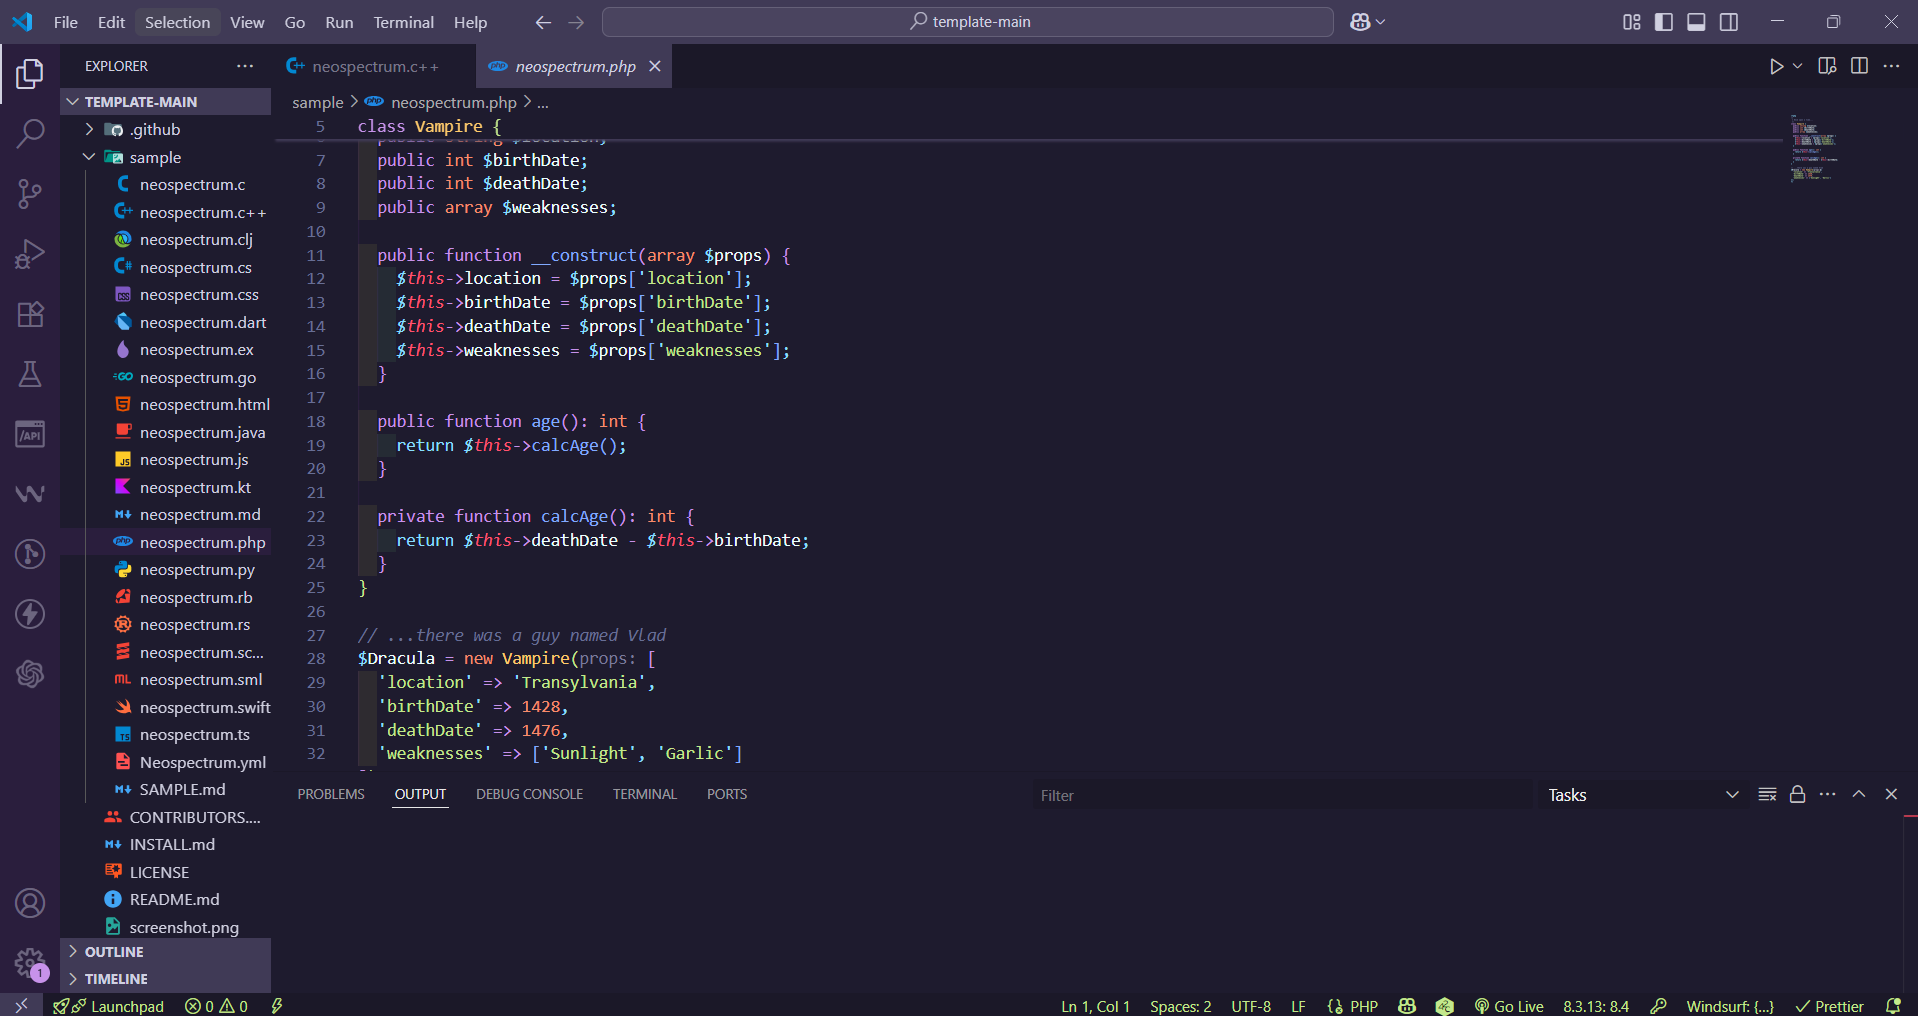 File Edit Selection View Go Run Terminal Help
template-main
EXPLORER
neospectrum.c++
neospectrum.php
TEMPLATE-MAIN
.github
sample
neospectrum.c
neospectrum.c++
neospectrum.clj
neospectrum.cs
neospectrum.css
neospectrum.dart
neospectrum.ex
neospectrum.go
neospectrum.html
neospectrum.java
neospectrum.js
neospectrum.kt
neospectrum.md
neospectrum.php
neospectrum.py
neospectrum.rb
neospectrum.rs
neospectrum.sc...
neospectrum.sml
neospectrum.swift
neospectrum.ts
Neospectrum.yml
SAMPLE.md
CONTRIBUTORS....
INSTALL.md
LICENSE
README.md
screenshot.png
OUTLINE
TIMELINE
sample > neospectrum.php > ...
5 class Vampire {
7 public int $birthDate;
8 public int $deathDate;
9 public array $weaknesses;
10
11 public function __construct(array $props) {
12 $this->location = $props['location'];
13 $this->birthDate = $props['birthDate'];
14 $this->deathDate = $props['deathDate'];
15 $this->weaknesses = $props['weaknesses'];
16 }
17
18 public function age(): int {
19 return $this->calcAge();
20 }
21
22 private function calcAge(): int {
23 return $this->deathDate - $this->birthDate;
24 }
25 }
26
27 // ...there was a guy named Vlad
28 $Dracula = new Vampire(props: [
29 'location' => 'Transylvania',
30 'birthDate' => 1428,
31 'deathDate' => 1476,
32 'weaknesses' => ['Sunlight', 'Garlic']
PROBLEMS OUTPUT DEBUG CONSOLE TERMINAL PORTS
Filter
Tasks
1
Launchpad 0 0
Ln 1, Col 1 Spaces: 2 UTF-8 LF PHP Go Live 8.3.13: 8.4 Windsurf: {...} Prettier